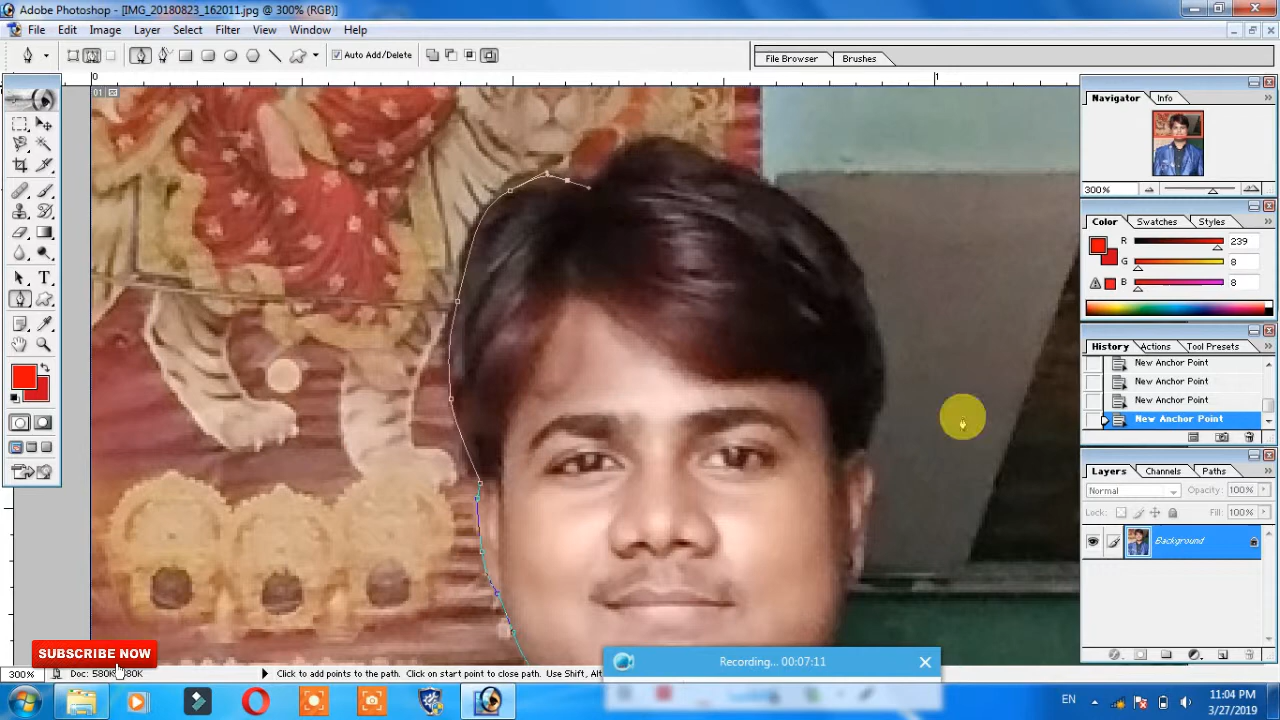 Adobe Photoshop - [IMG_20180823_162011.jpg @ 300% (RGB)]
File Edit Image Layer Select Filter View Window Help
Auto Add/Delete
File Browser Brushes
0
1
01
Navigator Info
300%
Color Swatches Styles
R 239
G 8
B 8
History Actions Tool Presets
New Anchor Point
New Anchor Point
New Anchor Point
New Anchor Point
Layers Channels Paths
Normal Opacity: 100%
Lock: Fill: 100%
Background
SUBSCRIBE NOW
Recording... 00:07:11
300% Doc: Click to add points to the path. Click on start point to close path. Use Shift, Alt,
EN
11:04 PM
3/27/2019